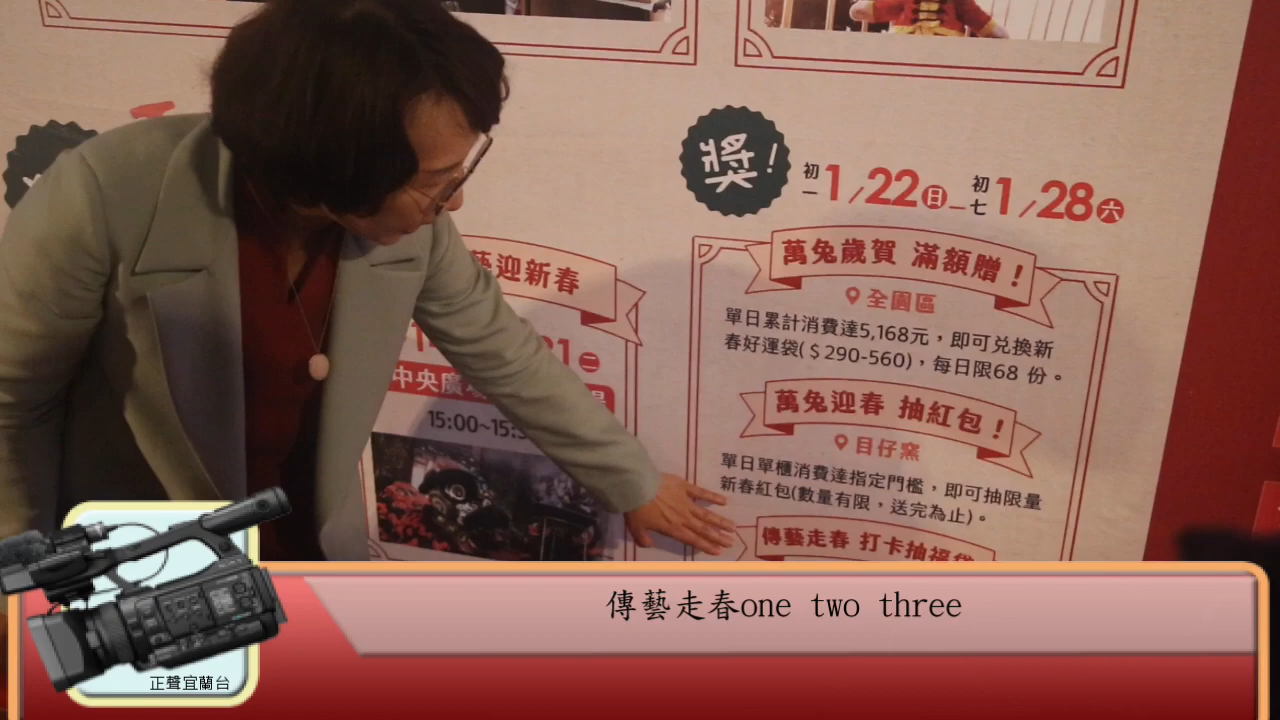 獎！
初一1/22日－初七1/28六
萬兔歲賀 滿額贈！
全園區
單日累計消費達5,168元，即可兌換新
春好運袋(＄290-560)，每日限68 份。
萬兔迎春 抽紅包！
目仔窯
單日單櫃消費達指定門檻，即可抽限量
新春紅包(數量有限，送完為止)。
傳藝走春 打卡抽福袋
藝迎新春
二
中央廣
15:00~15:
傳藝走春one two three
正聲宜蘭台